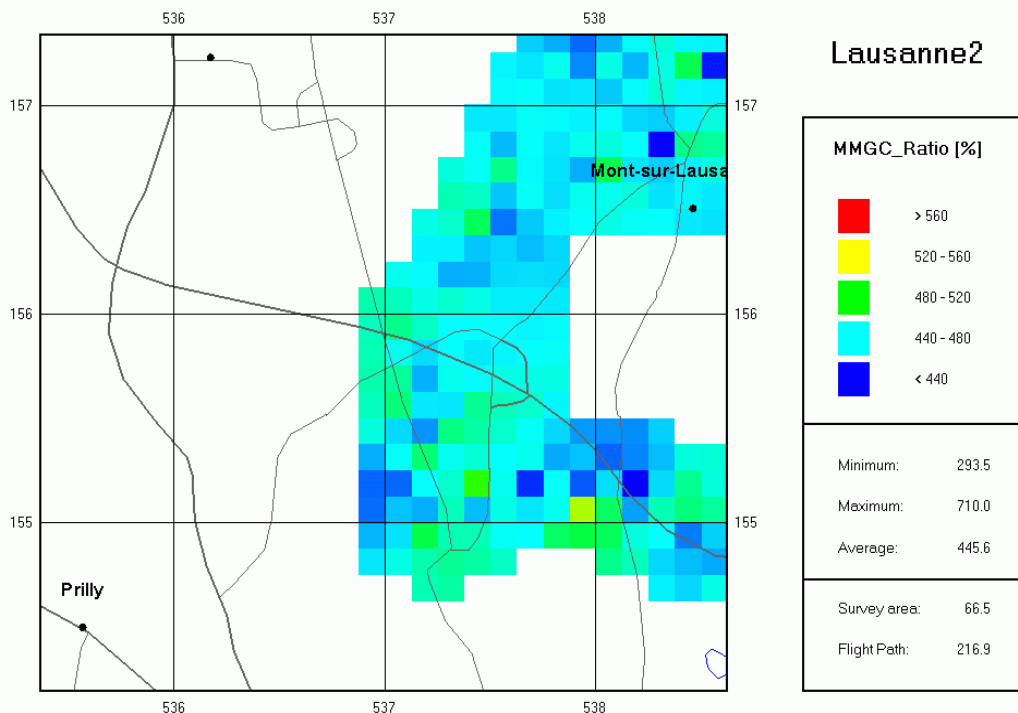 536 537 538
Lausanne2
157 157
MMGC_Ratio [%]
Mont-sur-Lausa
> 560
520 - 560
156 156
480 - 520
440 - 480
< 440
Minimum: 293.5
Maximum: 710.0
155 155
Average: 445.6
Prilly
Survey area: 66.5
Flight Path: 216.9
536 537 538